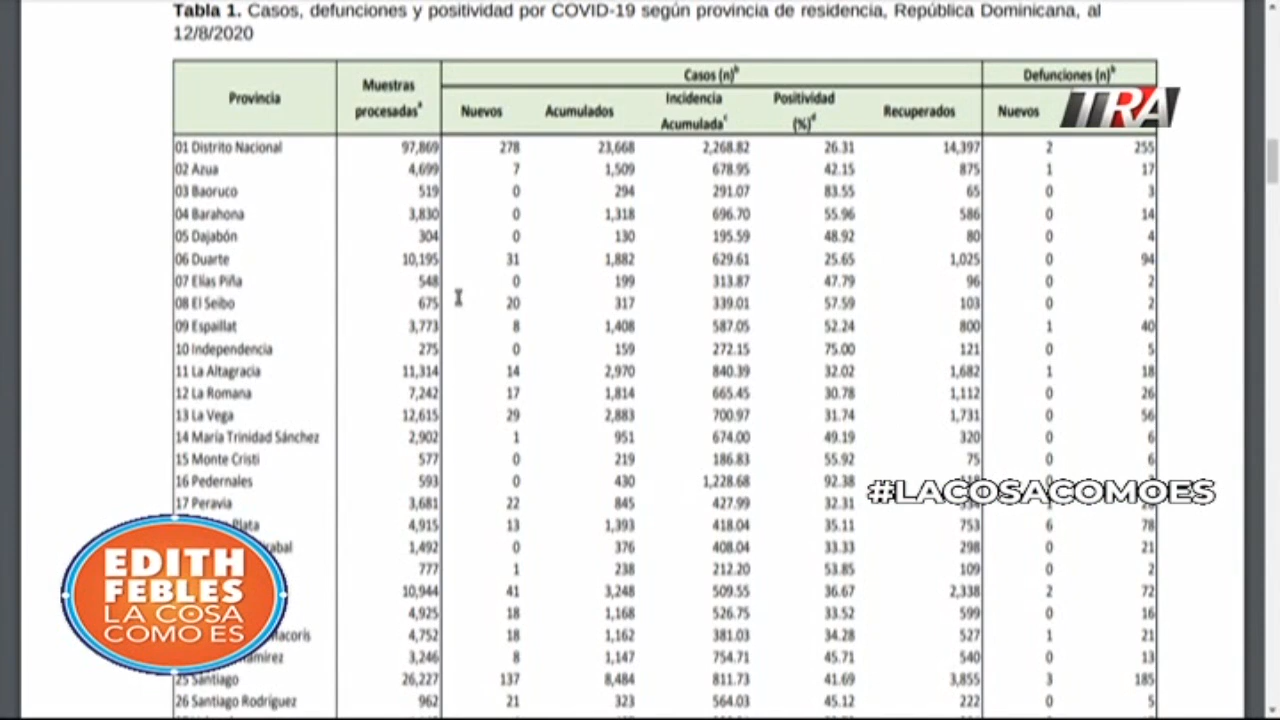 Tabla 1. Casos, defunciones y positividad por COVID-19 según provincia de residencia, República Dominicana, al
12/8/2020
Provincia Muestras procesadasᵃ Casos (n)ᵇ Defunciones (n)ᵇ
Nuevos Acumulados Incidencia Acumuladaᶜ Positividad (%)ᵈ Recuperados Nuevos
TRA
01 Distrito Nacional 97,869 278 23,668 2,268.82 26.31 14,397 2 255
02 Azua 4,699 7 1,509 678.95 42.15 875 1 17
03 Baoruco 519 0 294 291.07 83.55 65 0 3
04 Barahona 3,830 0 1,318 696.70 55.96 586 0 14
05 Dajabón 304 0 130 195.59 48.92 80 0 4
06 Duarte 10,195 31 1,882 629.61 25.65 1,025 0 94
07 Elías Piña 548 0 199 313.87 47.79 96 0 2
08 El Seibo 675 20 317 339.01 57.59 103 0 2
09 Espaillat 3,773 8 1,408 587.05 52.24 800 1 40
10 Independencia 275 0 159 272.15 75.00 121 0 5
11 La Altagracia 11,314 14 2,970 840.39 32.02 1,682 1 18
12 La Romana 7,242 17 1,814 665.45 30.78 1,112 0 26
13 La Vega 12,615 29 2,883 700.97 31.74 1,731 0 56
14 María Trinidad Sánchez 2,902 1 951 674.00 49.19 320 0 6
15 Monte Cristi 577 0 219 186.83 55.92 75 0 6
16 Pedernales 593 0 430 1,228.68 92.38
#LACOSACOMOES
17 Peravia 3,681 22 845 427.99 32.31
Plata 4,915 13 1,393 418.04 35.11 753 6 78
1,492 0 376 408.04 33.33 298 0 21
777 1 238 212.20 53.85 109 0 2
10,944 41 3,248 509.55 36.67 2,338 2 72
4,925 18 1,168 526.75 33.52 599 0 16
4,752 18 1,162 381.03 34.28 527 1 21
3,246 8 1,147 754.71 45.71 540 0 13
25 Santiago 26,227 137 8,484 811.73 41.69 3,855 3 185
26 Santiago Rodríguez 962 21 323 564.03 45.12 222 0 5
EDITH
FEBLES
LA COSA
COMO ES